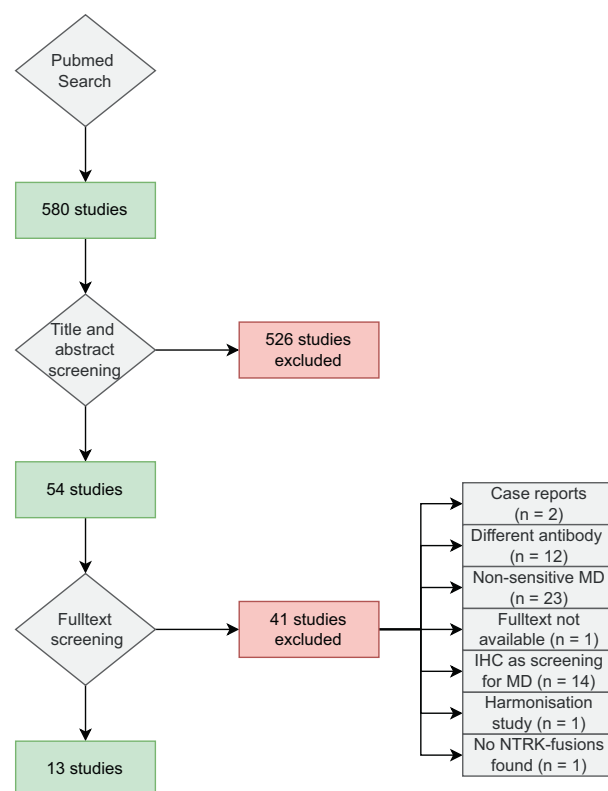 Pubmed
Search
580 studies
Title and
abstract
screening
526 studies
excluded
54 studies
Fulltext
screening
41 studies
excluded
Case reports
(n = 2)
Different antibody
(n = 12)
Non-sensitive MD
(n = 23)
Fulltext not
available (n = 1)
IHC as screening
for MD (n = 14)
Harmonisation
study (n = 1)
No NTRK-fusions
found (n = 1)
13 studies